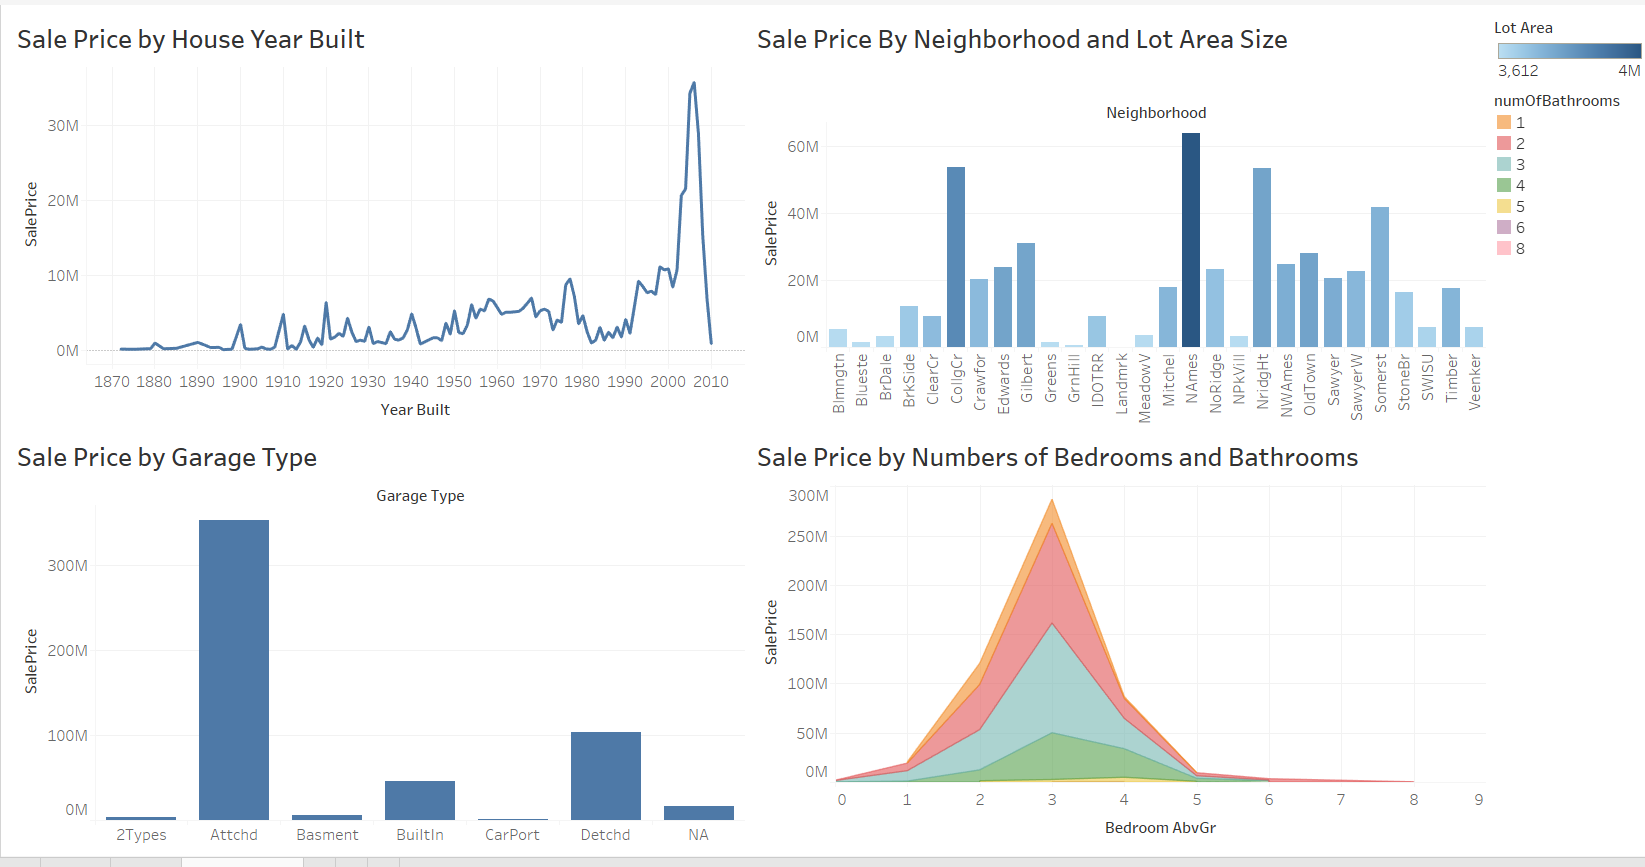 Sale Price by House Year Built
SalePrice
30M
20M
10M
0M
1870 1880 1890 1900 1910 1920 1930 1940 1950 1960 1970 1980 1990 2000 2010
Year Built
Sale Price By Neighborhood and Lot Area Size
Neighborhood
SalePrice
60M
40M
20M
0M
Blmngtn
Blueste
BrDale
BrkSide
ClearCr
CollgCr
Crawfor
Edwards
Gilbert
Greens
GrnHill
IDOTRR
Landmrk
MeadowV
Mitchel
NAmes
NoRidge
NPkVill
NridgHt
NWAmes
OldTown
Sawyer
SawyerW
Somerst
StoneBr
SWISU
Timber
Veenker
Lot Area
3,612 4M
numOfBathrooms
1
2
3
4
5
6
8
Sale Price by Garage Type
Garage Type
SalePrice
300M
200M
100M
0M
2Types Attchd Basment BuiltIn CarPort Detchd NA
Sale Price by Numbers of Bedrooms and Bathrooms
SalePrice
300M
250M
200M
150M
100M
50M
0M
0 1 2 3 4 5 6 7 8 9
Bedroom AbvGr